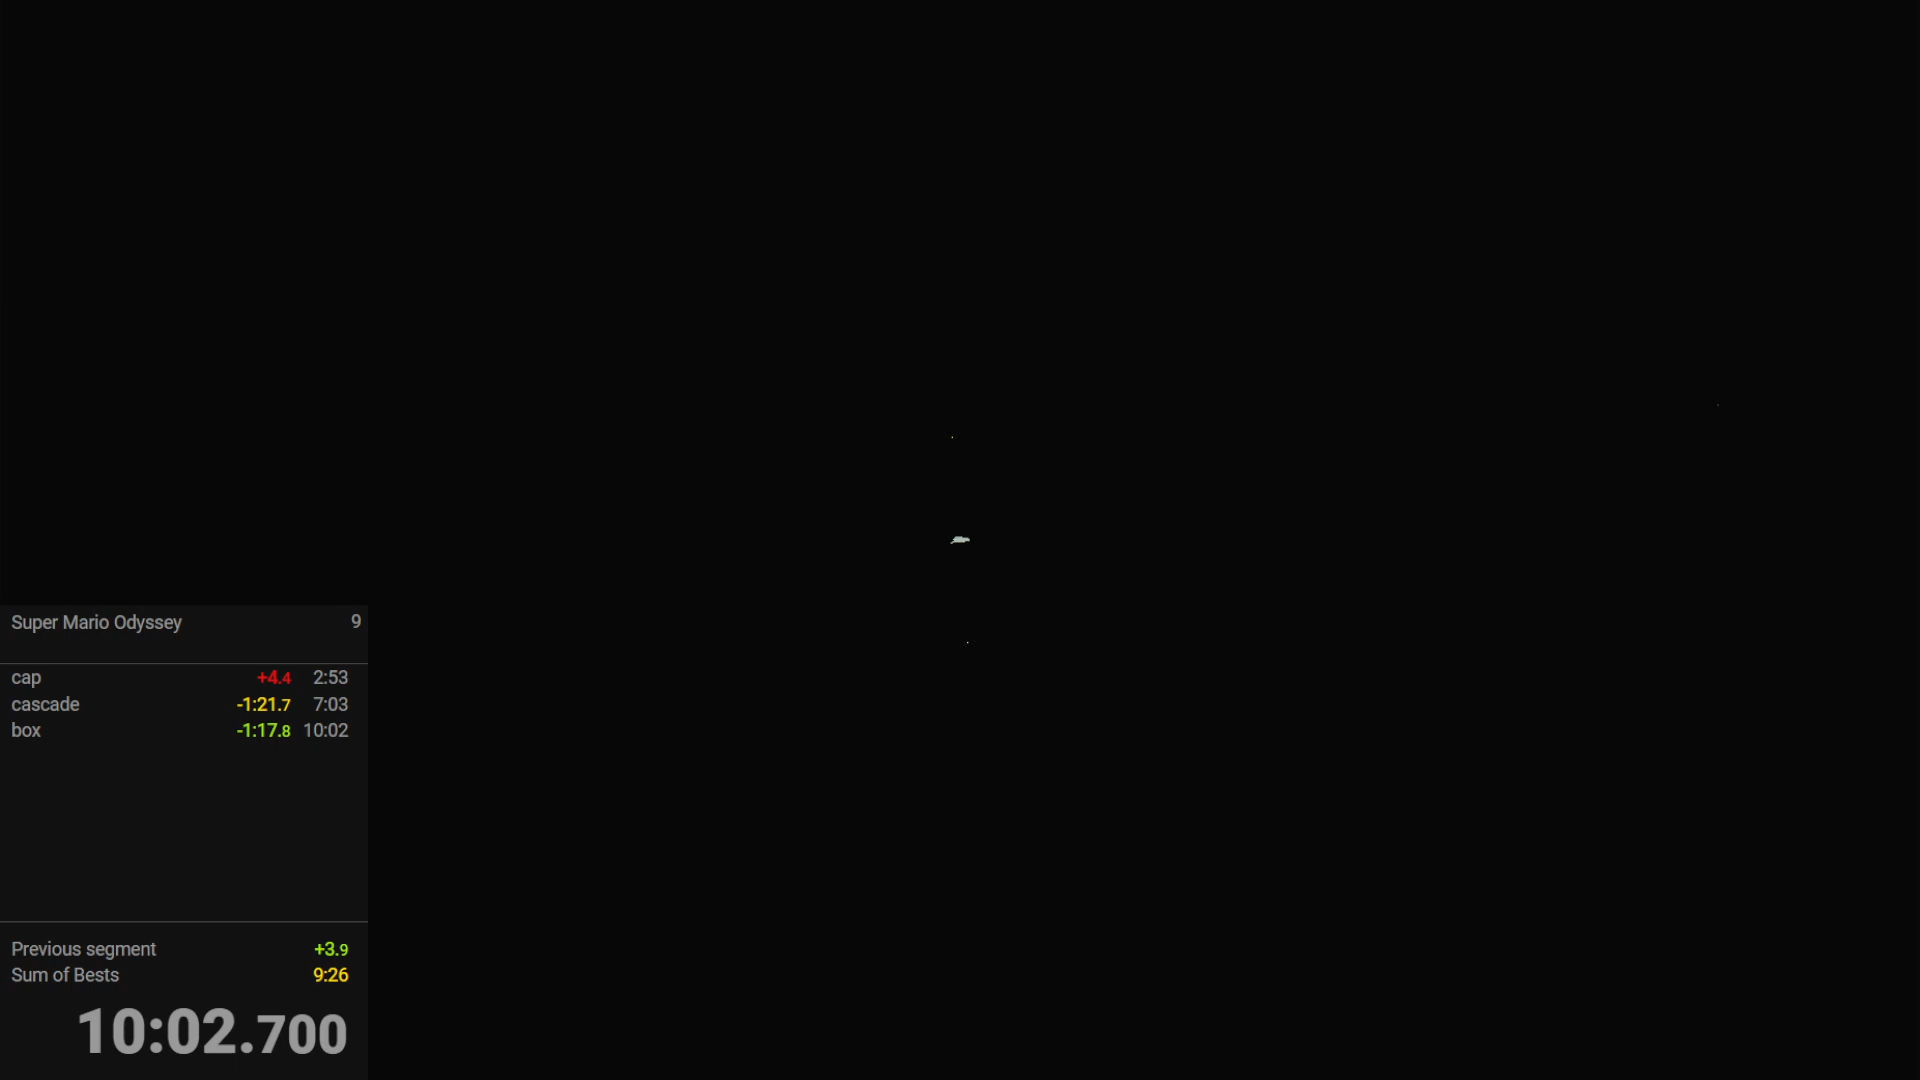 Super Mario Odyssey 9
cap +4.4 2:53
cascade -1:21.7 7:03
box -1:17.8 10:02
Previous segment +3.9
Sum of Bests 9:26
10:02.700